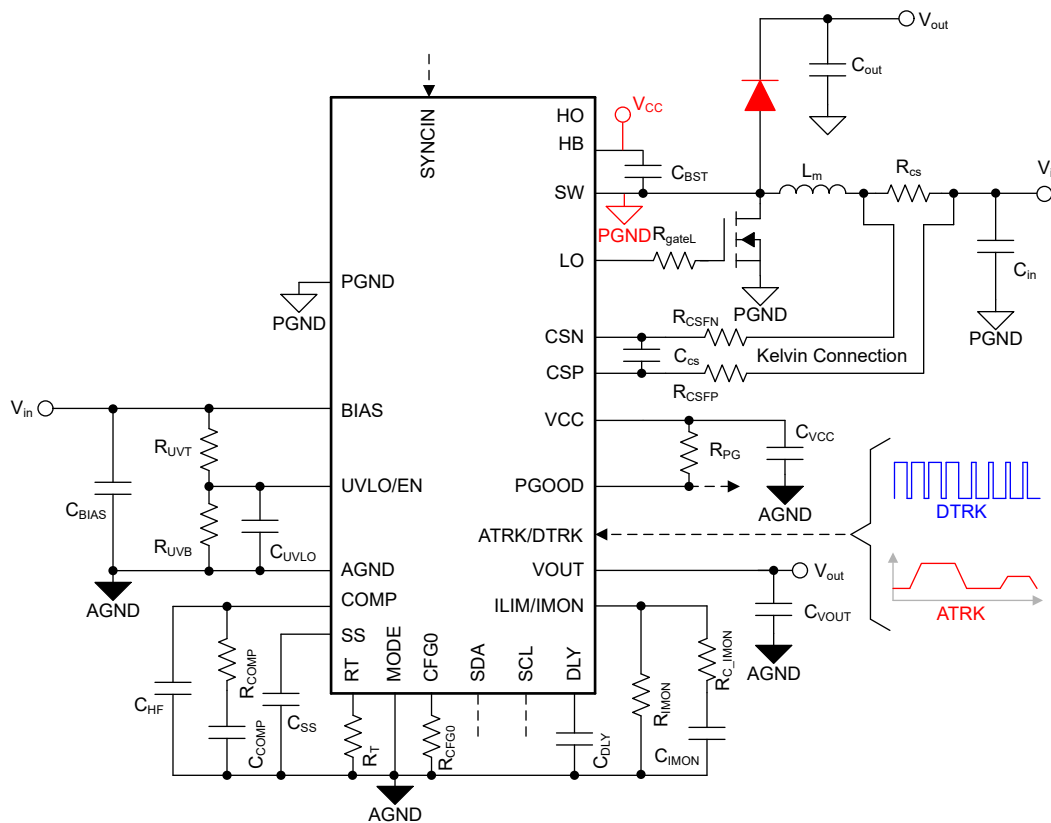 Vout
Cout
SYNCIN
HO
HB
VCC
CBST
SW
PGND
Lm
Rcs
LO
RgateL
PGND
Cin
PGND
PGND
PGND
CSN
RCSFN
Ccs
Kelvin Connection
CSP
RCSFP
Vin
BIAS
RUVT
CBIAS
UVLO/EN
RUVB
CUVLO
AGND
AGND
VCC
RPG
CVCC
PGOOD
AGND
ATRK/DTRK
DTRK
ATRK
VOUT
Vout
CVOUT
AGND
COMP
SS
ILIM/IMON
RC_IMON
RIMON
CIMON
CHF
RCOMP
CCOMP
CSS
RT
MODE
CFG0
SDA
SCL
DLY
RT
RCFG0
CDLY
AGND